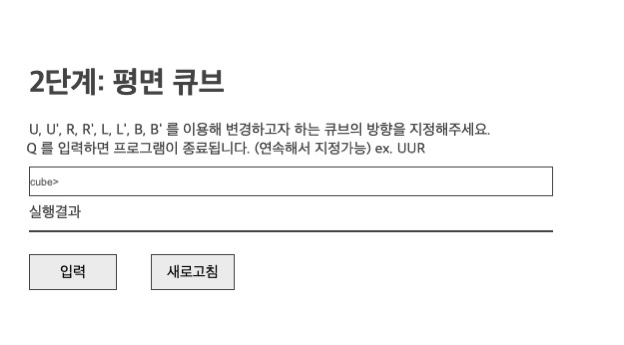 2단계: 평면 큐브
U, U', R, R', L, L', B, B' 를 이용해 변경하고자 하는 큐브의 방향을 지정해주세요.
Q 를 입력하면 프로그램이 종료됩니다. (연속해서 지정가능) ex. UUR
cube>
실행결과
입력 새로고침